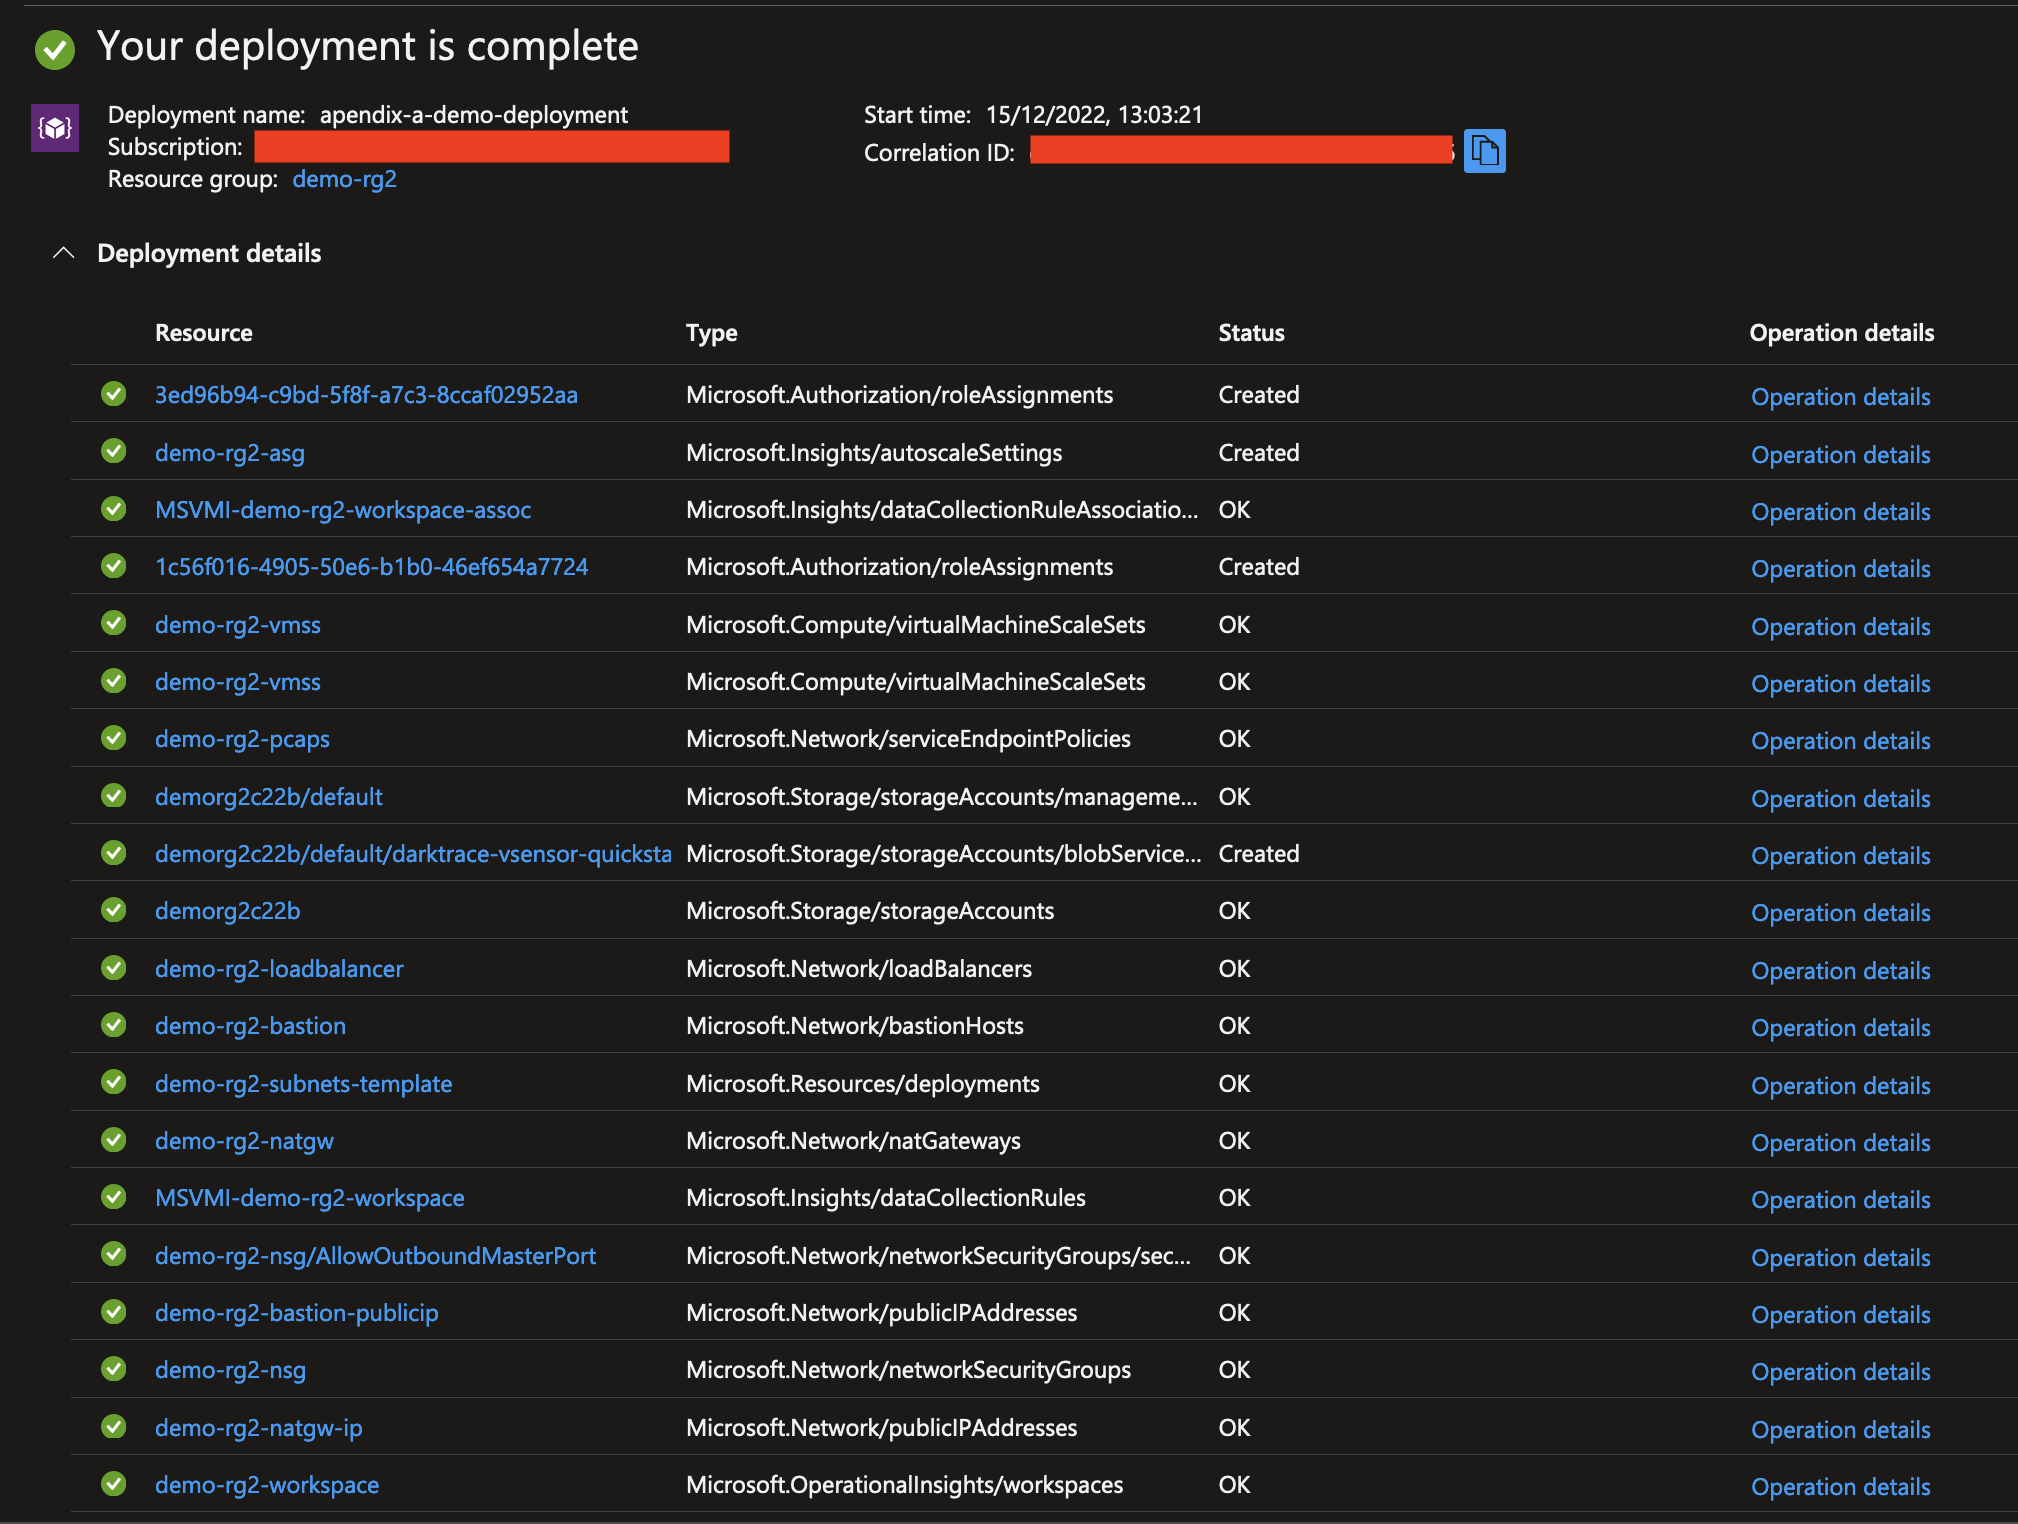 Your deployment is complete
Deployment name: apendix-a-demo-deployment
Start time: 15/12/2022, 13:03:21
Subscription:
Correlation ID:
Resource group: demo-rg2
Deployment details
Resource Type Status Operation details
3ed96b94-c9bd-5f8f-a7c3-8ccaf02952aa Microsoft.Authorization/roleAssignments Created Operation details
demo-rg2-asg Microsoft.Insights/autoscaleSettings Created Operation details
MSVMI-demo-rg2-workspace-assoc Microsoft.Insights/dataCollectionRuleAssociatio... OK Operation details
1c56f016-4905-50e6-b1b0-46ef654a7724 Microsoft.Authorization/roleAssignments Created Operation details
demo-rg2-vmss Microsoft.Compute/virtualMachineScaleSets OK Operation details
demo-rg2-vmss Microsoft.Compute/virtualMachineScaleSets OK Operation details
demo-rg2-pcaps Microsoft.Network/serviceEndpointPolicies OK Operation details
demorg2c22b/default Microsoft.Storage/storageAccounts/manageme... OK Operation details
demorg2c22b/default/darktrace-vsensor-quicksta Microsoft.Storage/storageAccounts/blobService... Created Operation details
demorg2c22b Microsoft.Storage/storageAccounts OK Operation details
demo-rg2-loadbalancer Microsoft.Network/loadBalancers OK Operation details
demo-rg2-bastion Microsoft.Network/bastionHosts OK Operation details
demo-rg2-subnets-template Microsoft.Resources/deployments OK Operation details
demo-rg2-natgw Microsoft.Network/natGateways OK Operation details
MSVMI-demo-rg2-workspace Microsoft.Insights/dataCollectionRules OK Operation details
demo-rg2-nsg/AllowOutboundMasterPort Microsoft.Network/networkSecurityGroups/sec... OK Operation details
demo-rg2-bastion-publicip Microsoft.Network/publicIPAddresses OK Operation details
demo-rg2-nsg Microsoft.Network/networkSecurityGroups OK Operation details
demo-rg2-natgw-ip Microsoft.Network/publicIPAddresses OK Operation details
demo-rg2-workspace Microsoft.OperationalInsights/workspaces OK Operation details